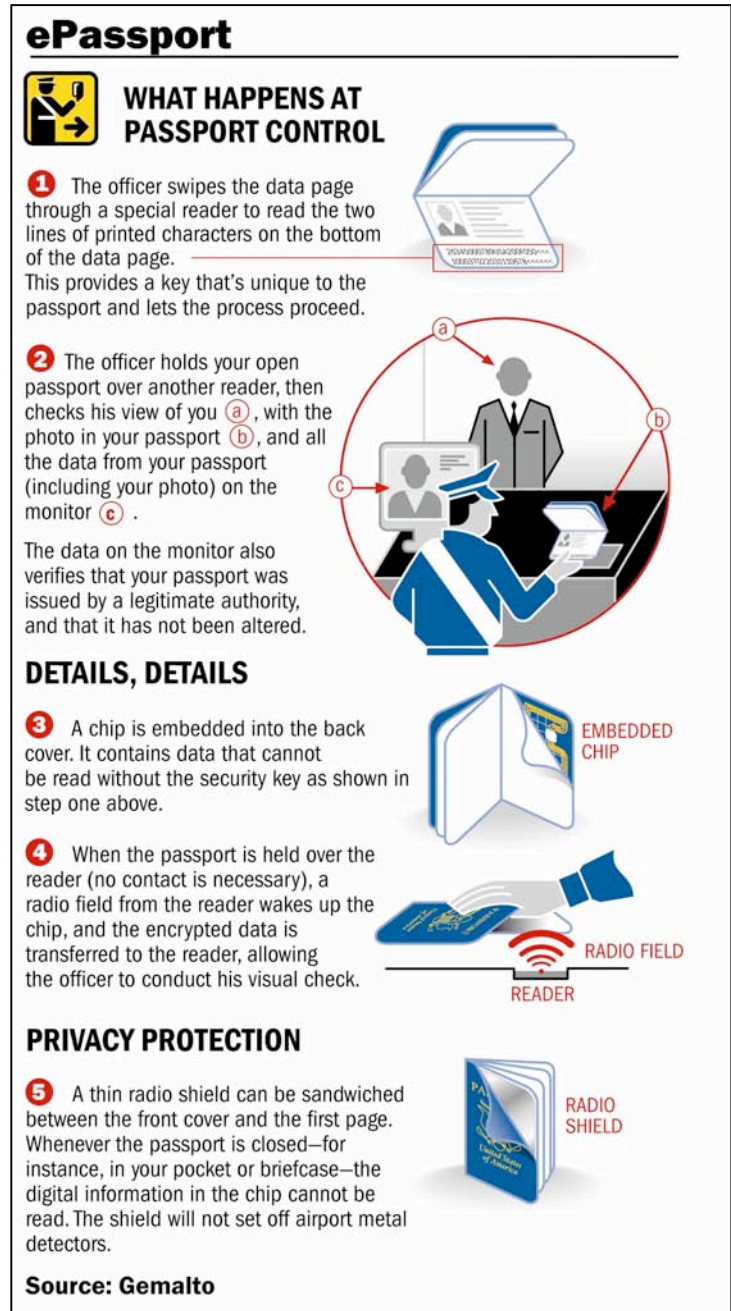 ePassport
WHAT HAPPENS AT
PASSPORT CONTROL
1 The officer swipes the data page
through a special reader to read the two
lines of printed characters on the bottom
of the data page.
This provides a key that's unique to the
passport and lets the process proceed.
a
2 The officer holds your open
passport over another reader, then
checks his view of you a , with the
photo in your passport b, and all
the data from your passport
(including your photo) on the
monitor c .
b
c
The data on the monitor also
verifies that your passport was
issued by a legitimate authority,
and that it has not been altered.
DETAILS, DETAILS
3 A chip is embedded into the back
cover. It contains data that cannot
be read without the security key as shown in
step one above.
EMBEDDED
CHIP
4 When the passport is held over the
reader (no contact is necessary), a
radio field from the reader wakes up the
chip, and the encrypted data is
transferred to the reader, allowing
the officer to conduct his visual check.
RADIO FIELD
READER
PRIVACY PROTECTION
5 A thin radio shield can be sandwiched
between the front cover and the first page.
Whenever the passport is closed—for
instance, in your pocket or briefcase—the
digital information in the chip cannot be
read. The shield will not set off airport metal
detectors.
RADIO
SHIELD
PA
United States
of America
Source: Gemalto